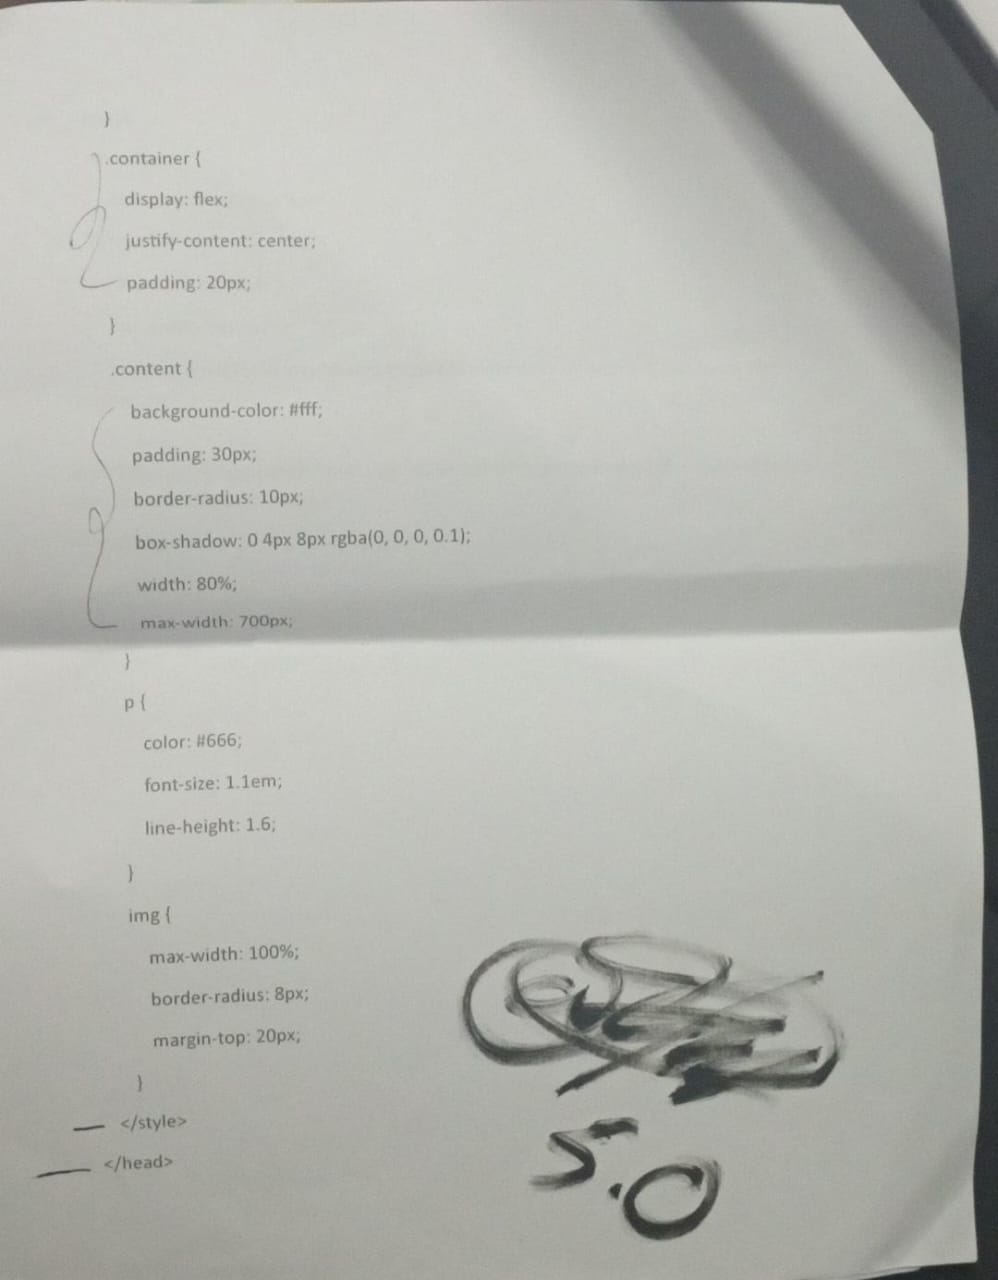 }
.container {
display: flex;
justify-content: center;
padding: 20px;
}
.content {
background-color: #fff;
padding: 30px;
border-radius: 10px;
box-shadow: 0 4px 8px rgba(0, 0, 0, 0.1);
width: 80%;
max-width: 700px;
}
p {
color: #666;
font-size: 1.1em;
line-height: 1.6;
}
img {
max-width: 100%;
border-radius: 8px;
margin-top: 20px;
}
</style>
</head>
5.0